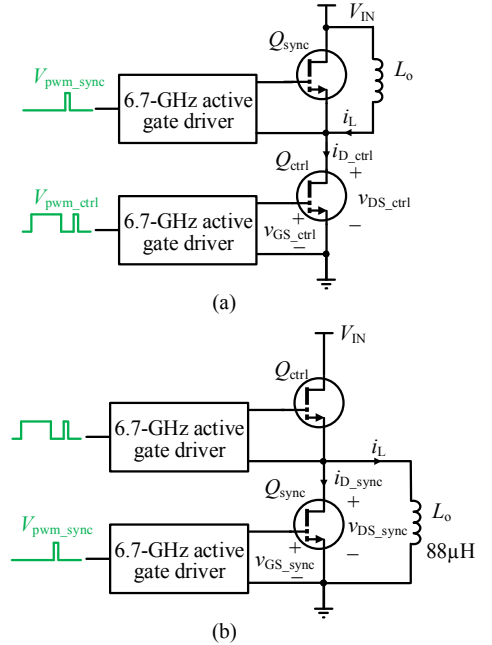 V_IN
Q_sync
V_pwm_sync
L_o
6.7-GHz active
gate driver
i_L
i_D_ctrl
Q_ctrl
+
V_pwm_ctrl
6.7-GHz active
gate driver
v_DS_ctrl
+
v_GS_ctrl
−
−
(a)
V_IN
Q_ctrl
6.7-GHz active
gate driver
i_L
i_D_sync
Q_sync
+
L_o
V_pwm_sync
v_DS_sync
6.7-GHz active
gate driver
+
88μH
v_GS_sync
−
−
(b)